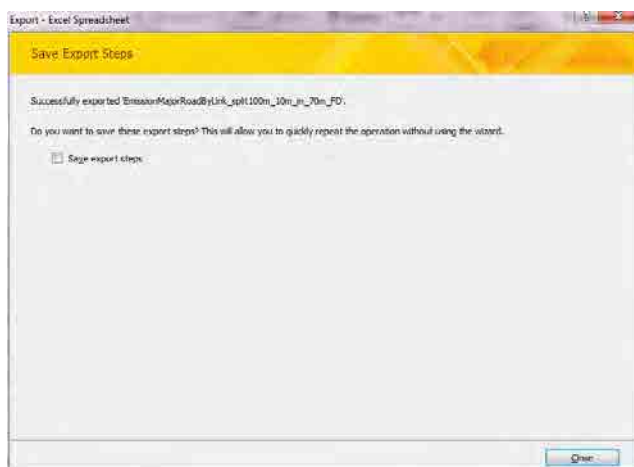 Export - Excel Spreadsheet
Save Export Steps
Successfully exported 'EmissionMajorRoadByLink_split100m_10m_jn_70m_FD'.
Do you want to save these export steps? This will allow you to quickly repeat the operation without using the wizard.
Save export steps
Close